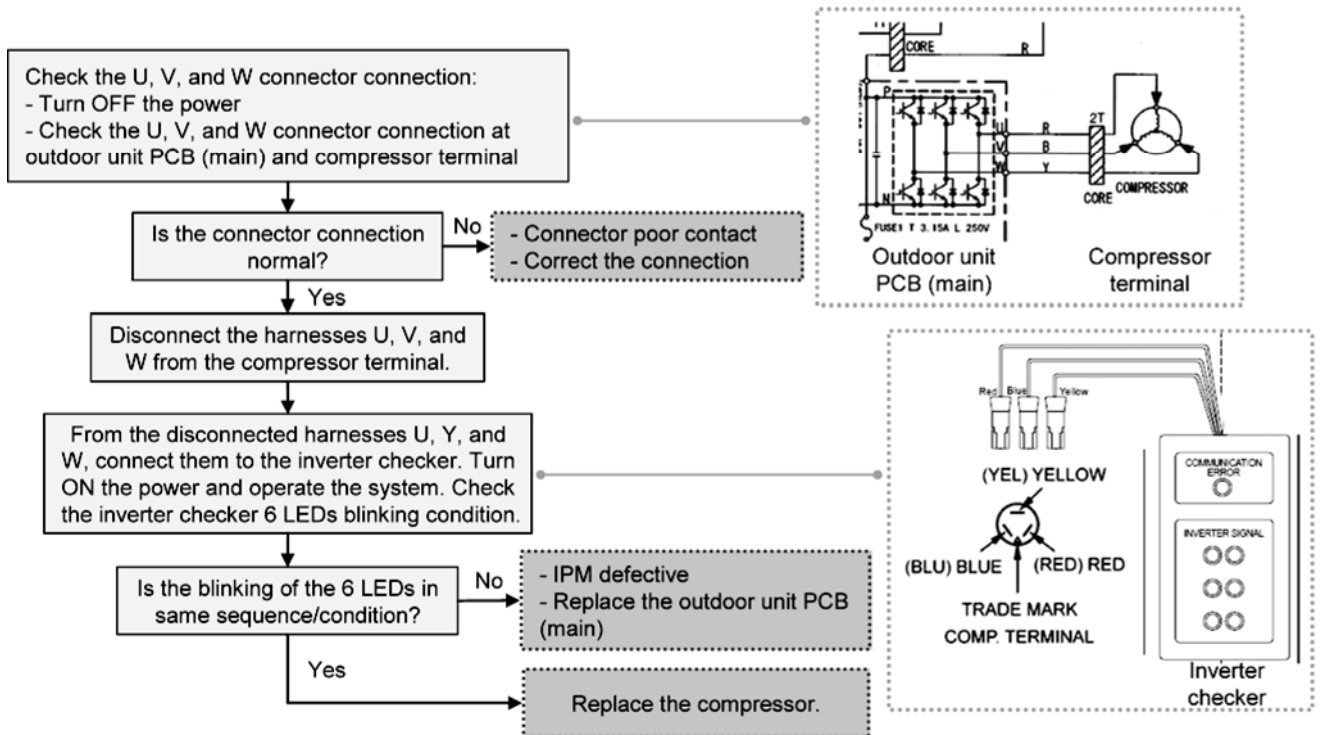 Check the U, V, and W connector connection:
- Turn OFF the power
- Check the U, V, and W connector connection at
outdoor unit PCB (main) and compressor terminal
Is the connector connection
normal?
No
- Connector poor contact
- Correct the connection
Yes
Disconnect the harnesses U, V, and
W from the compressor terminal.
From the disconnected harnesses U, Y, and
W, connect them to the inverter checker. Turn
ON the power and operate the system. Check
the inverter checker 6 LEDs blinking condition.
Is the blinking of the 6 LEDs in
same sequence/condition?
No
- IPM defective
- Replace the outdoor unit PCB
(main)
Yes
Replace the compressor.
CORE
R
P
U
R
2T
V
B
W
Y
N
CORE
COMPRESSOR
FUSE1 T 3.15A L 250V
Outdoor unit
PCB (main)
Compressor
terminal
Red
Blue
Yellow
(YEL) YELLOW
(BLU) BLUE
(RED) RED
TRADE MARK
COMP. TERMINAL
COMMUNICATION
ERROR
INVERTER SIGNAL
Inverter
checker